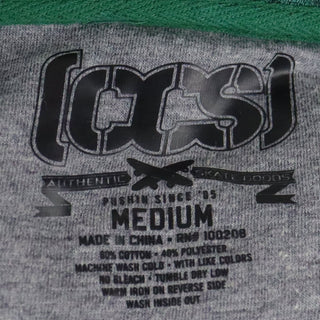 (CCS)
AUTHENTIC SKATE GOODS
PUSHIN SINCE '85
MEDIUM
MADE IN CHINA • RN# 100208
60% COTTON • 40% POLYESTER
MACHINE WASH COLD • WITH LIKE COLORS
NO BLEACH • TUMBLE DRY LOW
WARM IRON ON REVERSE SIDE
WASH INSIDE OUT